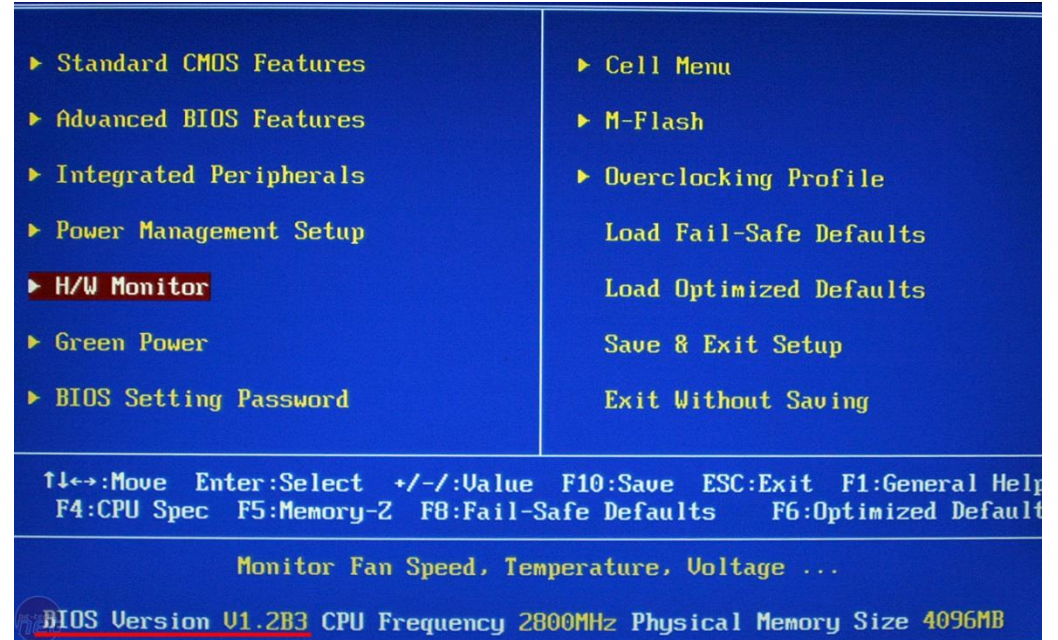 Standard CMOS Features
Advanced BIOS Features
Integrated Peripherals
Power Management Setup
H/W Monitor
Green Power
BIOS Setting Password
Cell Menu
M-Flash
Overclocking Profile
Load Fail-Safe Defaults
Load Optimized Defaults
Save & Exit Setup
Exit Without Saving
↑↓←→:Move Enter:Select +/-/:Value F10:Save ESC:Exit F1:General Help
F4:CPU Spec F5:Memory-Z F8:Fail-Safe Defaults F6:Optimized Default
Monitor Fan Speed, Temperature, Voltage ...
BIOS Version V1.2B3 CPU Frequency 2800MHz Physical Memory Size 4096MB